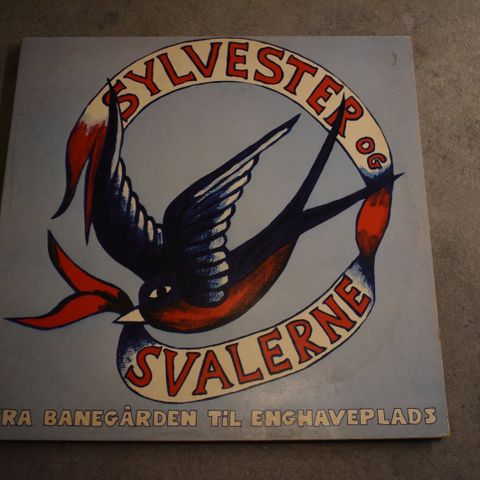 SYLVESTER OG
SVALERNE
RA BANEGÅRDEN TiL ENGHAVEPLADS